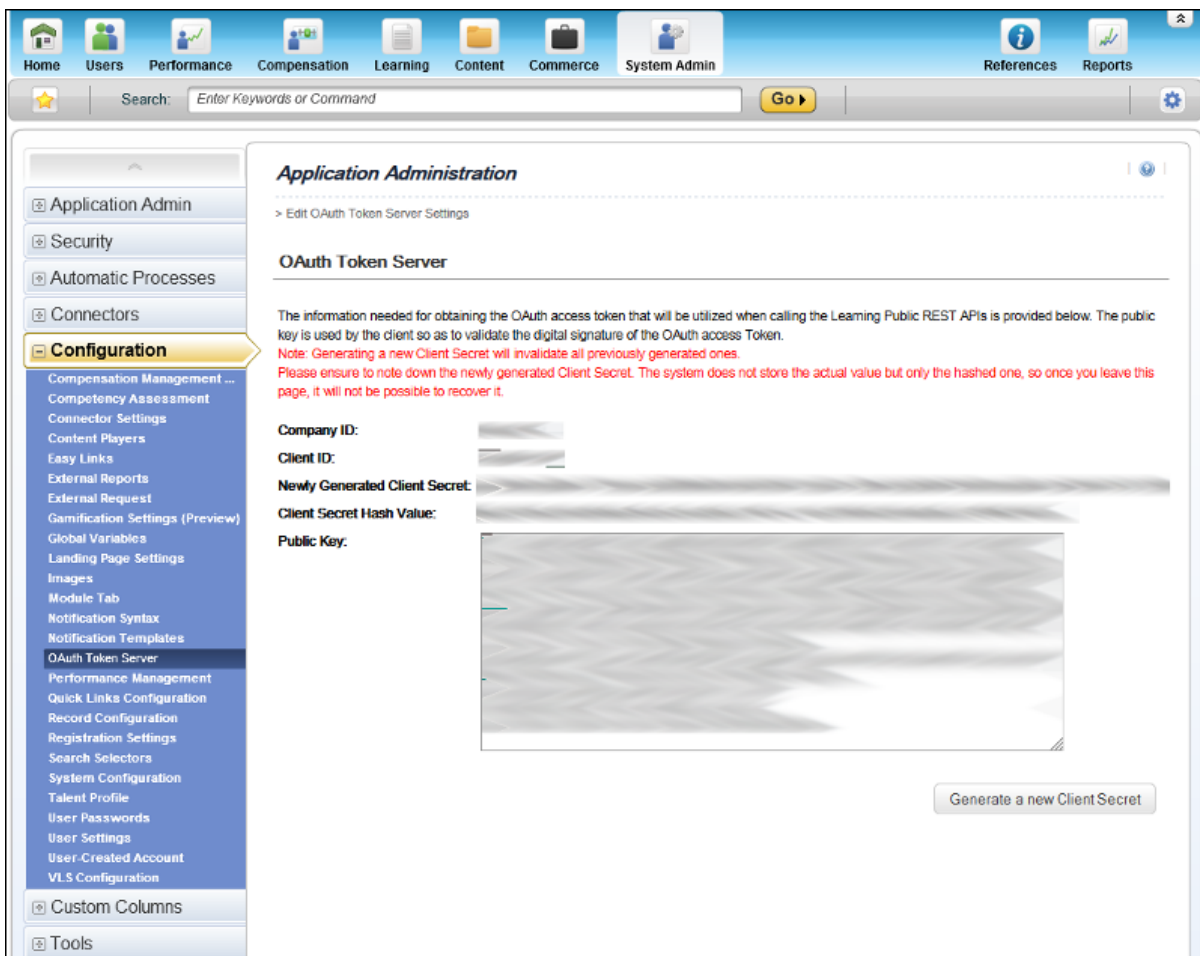 Home
Users
Performance
Compensation
Learning
Content
Commerce
System Admin
References
Reports
Search:
Enter Keywords or Command
Go
Application Admin
Security
Automatic Processes
Connectors
Configuration
Compensation Management ...
Competency Assessment
Connector Settings
Content Players
Easy Links
External Reports
External Request
Gamification Settings (Preview)
Global Variables
Landing Page Settings
Images
Module Tab
Notification Syntax
Notification Templates
OAuth Token Server
Performance Management
Quick Links Configuration
Record Configuration
Registration Settings
Search Selectors
System Configuration
Talent Profile
User Passwords
User Settings
User-Created Account
VLS Configuration
Custom Columns
Tools
Application Administration
> Edit OAuth Token Server Settings
OAuth Token Server
The information needed for obtaining the OAuth access token that will be utilized when calling the Learning Public REST APIs is provided below. The public
key is used by the client so as to validate the digital signature of the OAuth access Token.
Note: Generating a new Client Secret will invalidate all previously generated ones.
Please ensure to note down the newly generated Client Secret. The system does not store the actual value but only the hashed one, so once you leave this
page, it will not be possible to recover it.
Company ID:
Client ID:
Newly Generated Client Secret:
Client Secret Hash Value:
Public Key:
Generate a new Client Secret